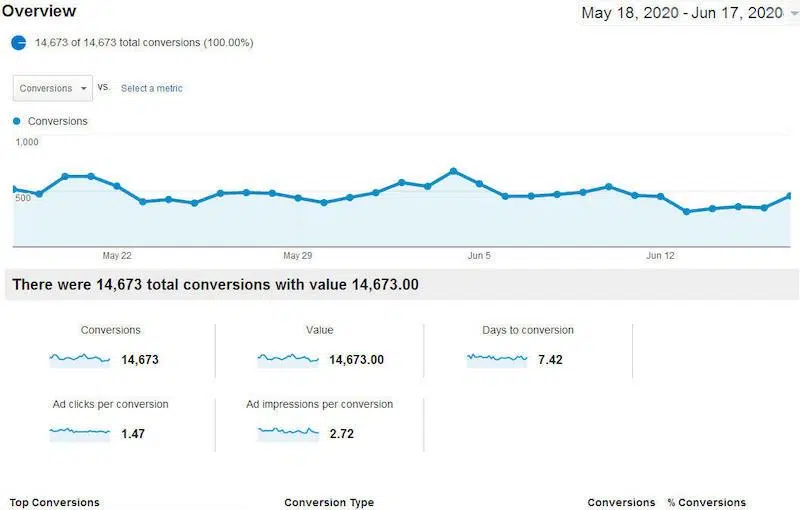 Overview
May 18, 2020 - Jun 17, 2020
14,673 of 14,673 total conversions (100.00%)
Conversions vs. Select a metric
Conversions
1,000
500
May 22 May 29 Jun 5 Jun 12
There were 14,673 total conversions with value 14,673.00
Conversions Value Days to conversion
14,673 14,673.00 7.42
Ad clicks per conversion Ad impressions per conversion
1.47 2.72
Top Conversions Conversion Type Conversions % Conversions